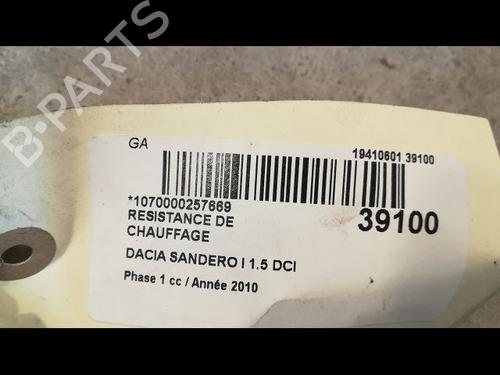 B-PARTS
GA
19410601 39100
*1070000257669
39100
RESISTANCE DE
CHAUFFAGE
DACIA SANDERO I 1.5 DCI
Phase 1 cc / Année 2010